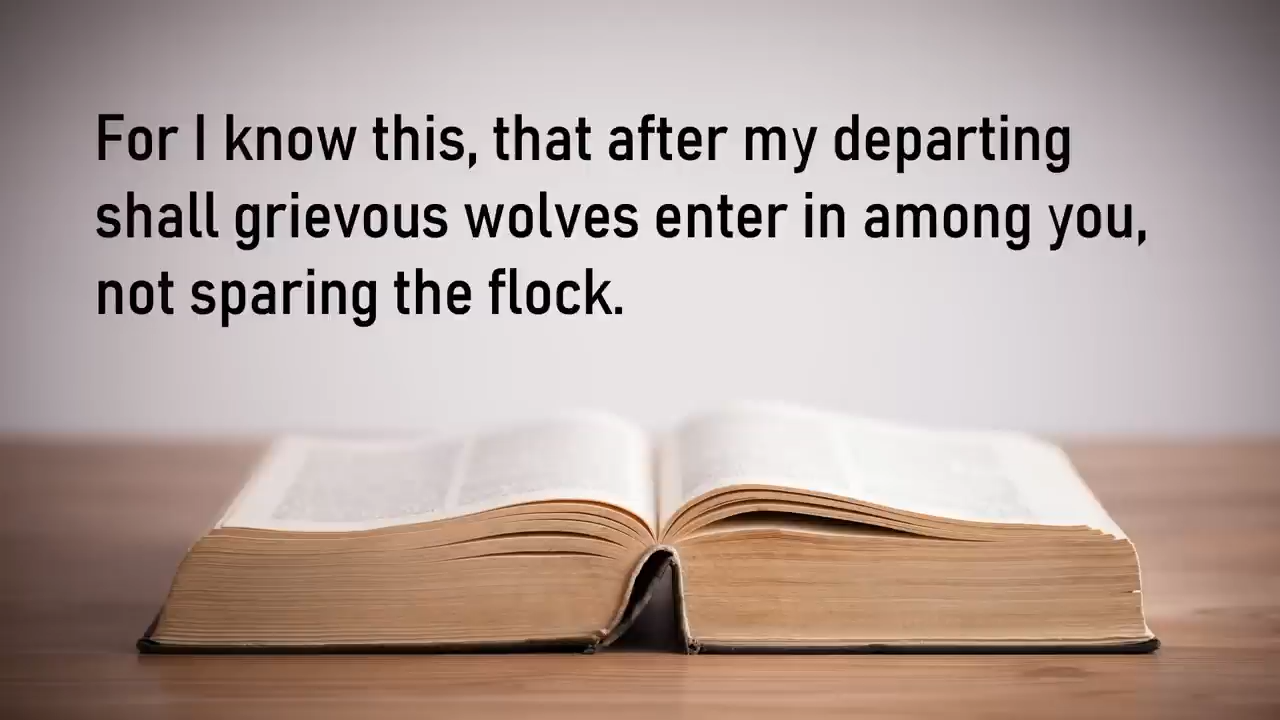 For I know this, that after my departing
shall grievous wolves enter in among you,
not sparing the flock.